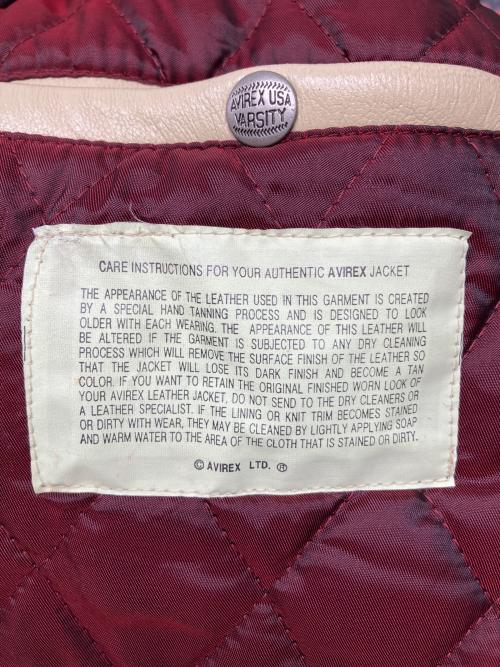 AVIREX USA
VARSITY
CARE INSTRUCTIONS FOR YOUR AUTHENTIC AVIREX JACKET
THE APPEARANCE OF THE LEATHER USED IN THIS GARMENT IS CREATED
BY A SPECIAL HAND TANNING PROCESS AND IS DESIGNED TO LOOK
OLDER WITH EACH WEARING. THE APPEARANCE OF THIS LEATHER WILL
BE ALTERED IF THE GARMENT IS SUBJECTED TO ANY DRY CLEANING
PROCESS WHICH WILL REMOVE THE SURFACE FINISH OF THE LEATHER SO
THAT THE JACKET WILL LOSE ITS DARK FINISH AND BECOME A TAN
COLOR. IF YOU WANT TO RETAIN THE ORIGINAL FINISHED WORN LOOK OF
YOUR AVIREX LEATHER JACKET, DO NOT SEND TO THE DRY CLEANERS OR
A LEATHER SPECIALIST. IF THE LINING OR KNIT TRIM BECOMES STAINED
OR DIRTY WITH WEAR, THEY MAY BE CLEANED BY LIGHTLY APPLYING SOAP
AND WARM WATER TO THE AREA OF THE CLOTH THAT IS STAINED OR DIRTY.
© AVIREX LTD. ®